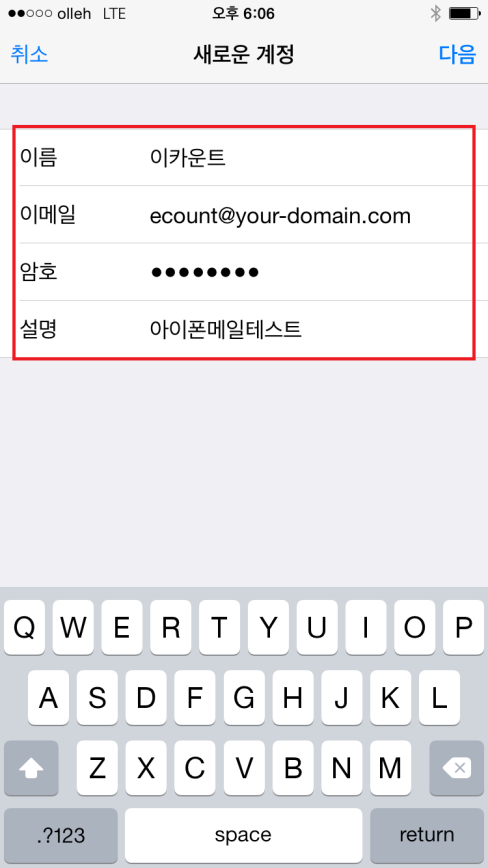 olleh LTE 오후 6:06
취소 새로운 계정 다음
이름 이카운트
이메일 ecount@your-domain.com
암호 ●●●●●●●●
설명 아이폰메일테스트
Q W E R T Y U I O P
A S D F G H J K L
Z X C V B N M
.?123 space return